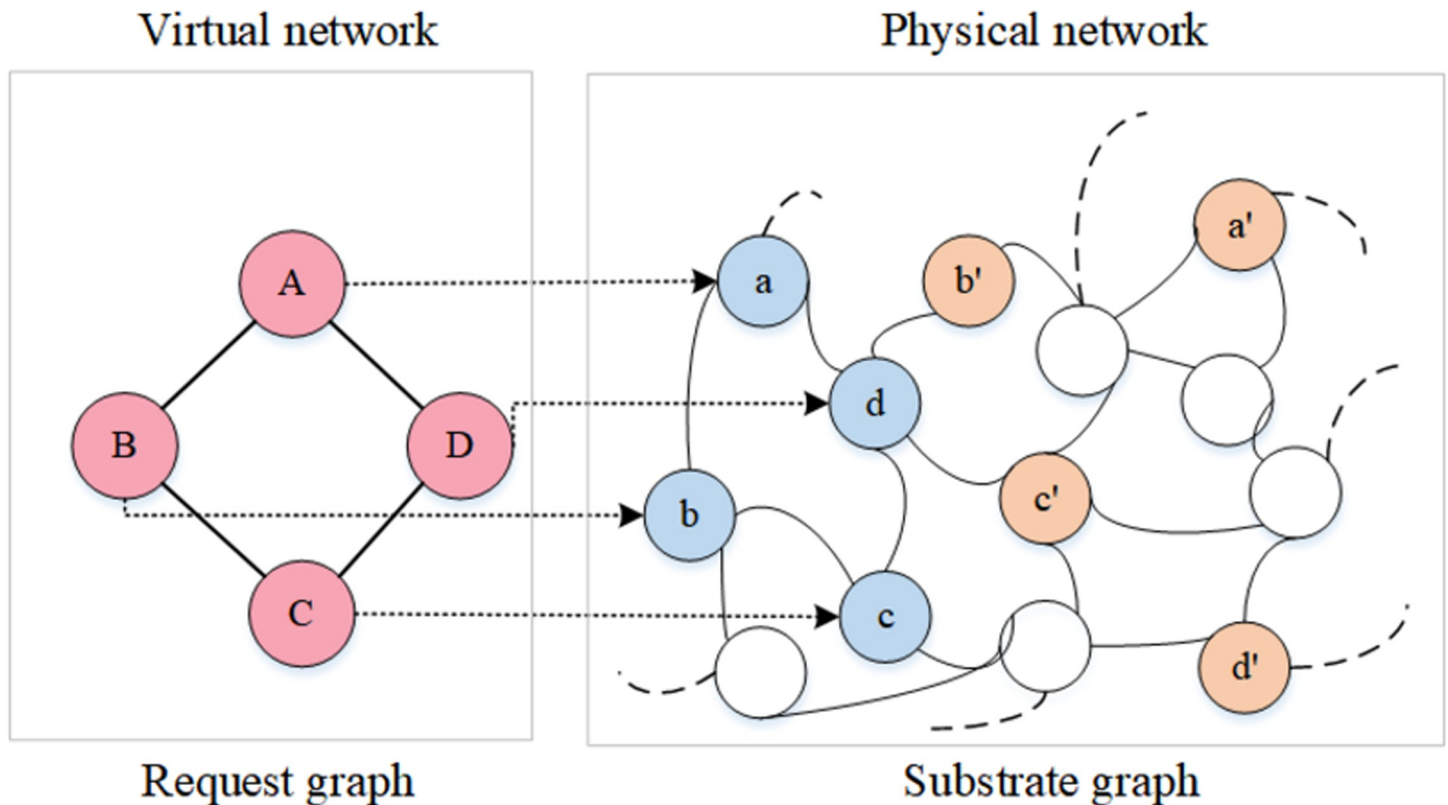 Virtual network
Physical network
A
B
D
C
a
b'
a'
d
b
c'
c
d'
Request graph
Substrate graph